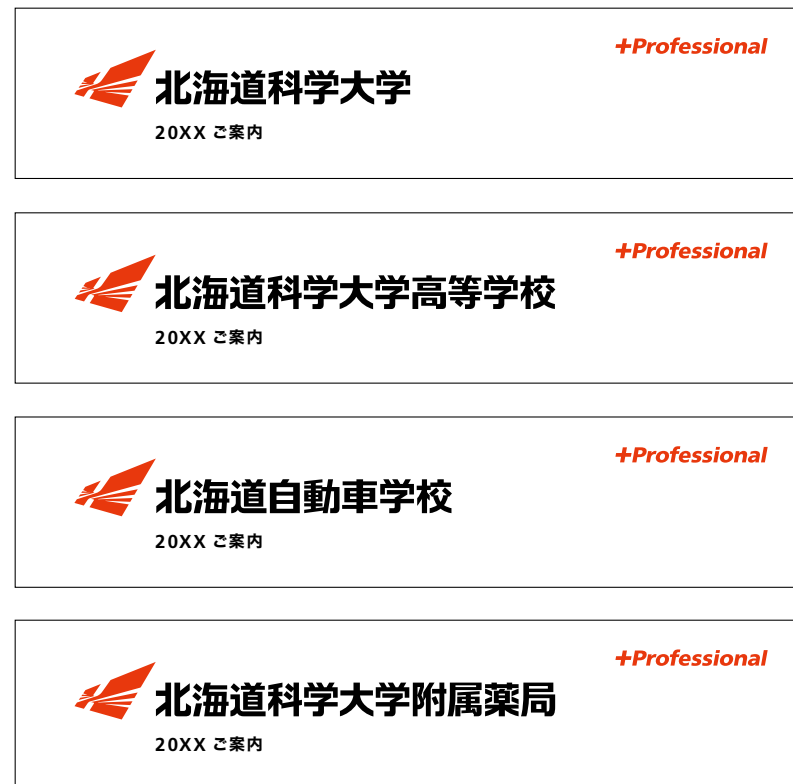 +Professional
北海道科学大学
20XX ご案内
+Professional
北海道科学大学高等学校
20XX ご案内
+Professional
北海道自動車学校
20XX ご案内
+Professional
北海道科学大学附属薬局
20XX ご案内